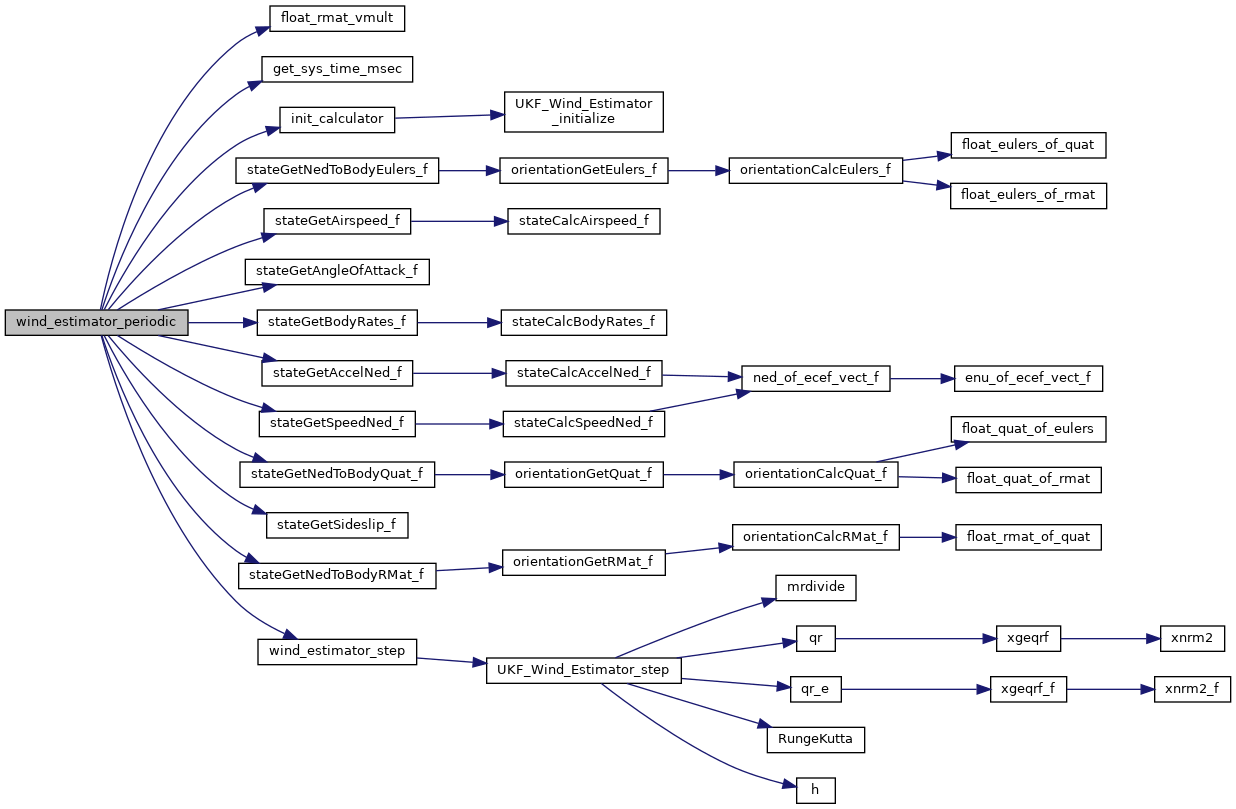 wind_estimator_periodic
float_rmat_vmult
get_sys_time_msec
init_calculator
UKF_Wind_Estimator
_initialize
stateGetNedToBodyEulers_f
orientationGetEulers_f
orientationCalcEulers_f
float_eulers_of_quat
float_eulers_of_rmat
stateGetAirspeed_f
stateCalcAirspeed_f
stateGetAngleOfAttack_f
stateGetBodyRates_f
stateCalcBodyRates_f
stateGetAccelNed_f
stateCalcAccelNed_f
ned_of_ecef_vect_f
enu_of_ecef_vect_f
stateGetSpeedNed_f
stateCalcSpeedNed_f
stateGetNedToBodyQuat_f
orientationGetQuat_f
orientationCalcQuat_f
float_quat_of_eulers
float_quat_of_rmat
stateGetSideslip_f
stateGetNedToBodyRMat_f
orientationGetRMat_f
orientationCalcRMat_f
float_rmat_of_quat
wind_estimator_step
UKF_Wind_Estimator_step
mrdivide
qr
xgeqrf
xnrm2
qr_e
xgeqrf_f
xnrm2_f
RungeKutta
h